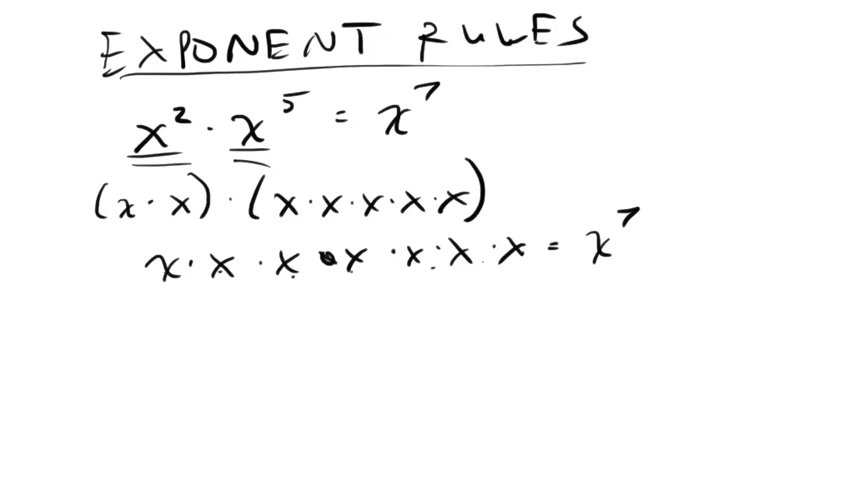 EXPONENT RULES
x² · x⁵ = x⁷
(x · x) · (x · x · x · x · x)
x · x · x · x · x · x · x = x⁷